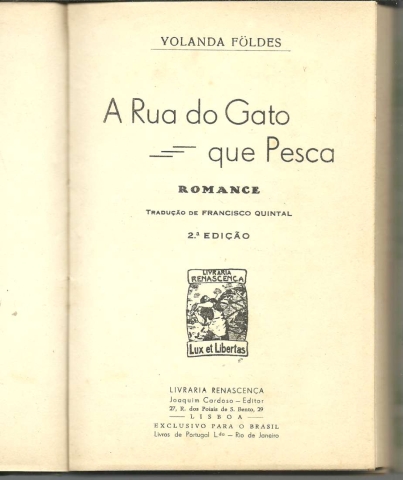 YOLANDA FÖLDES
A Rua do Gato
que Pesca
ROMANCE
TRADUÇÃO DE FRANCISCO QUINTAL
2.ª EDIÇÃO
LIVRARIA
RENASCENÇA
Lux et Libertas
LIVRARIA RENASCENÇA
Joaquim Cardoso - Editor
27, R. dos Poiais de S. Bento, 29
LISBOA
EXCLUSIVO PARA O BRASIL
Livros de Portugal L.da - Rio de Janeiro